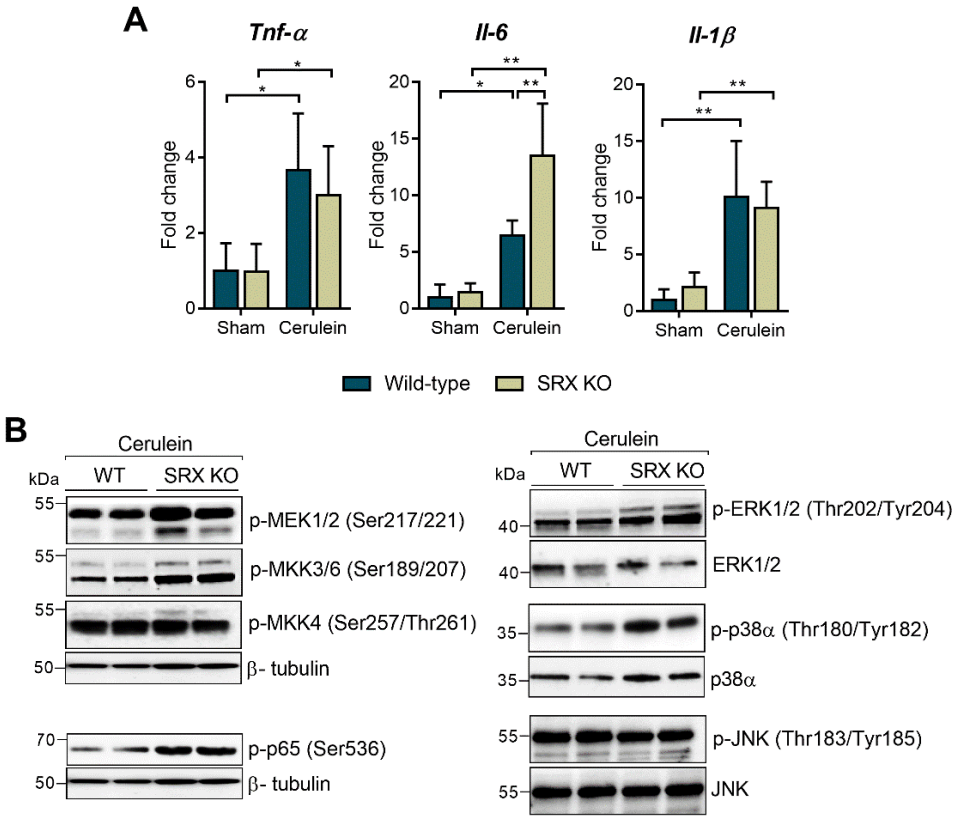 A
Tnf-α
Il-6
Il-1β
Fold change
6
4
2
0
*
*
Sham
Cerulein
Fold change
20
15
10
5
0
*
**
**
Sham
Cerulein
Fold change
20
15
10
5
0
**
**
Sham
Cerulein
Wild-type
SRX KO
B
Cerulein
kDa
WT
SRX KO
55
p-MEK1/2 (Ser217/221)
55
p-MKK3/6 (Ser189/207)
55
p-MKK4 (Ser257/Thr261)
50
β- tubulin
70
p-p65 (Ser536)
50
β- tubulin
Cerulein
kDa
WT
SRX KO
40
p-ERK1/2 (Thr202/Tyr204)
40
ERK1/2
35
p-p38α (Thr180/Tyr182)
35
p38α
55
p-JNK (Thr183/Tyr185)
55
JNK